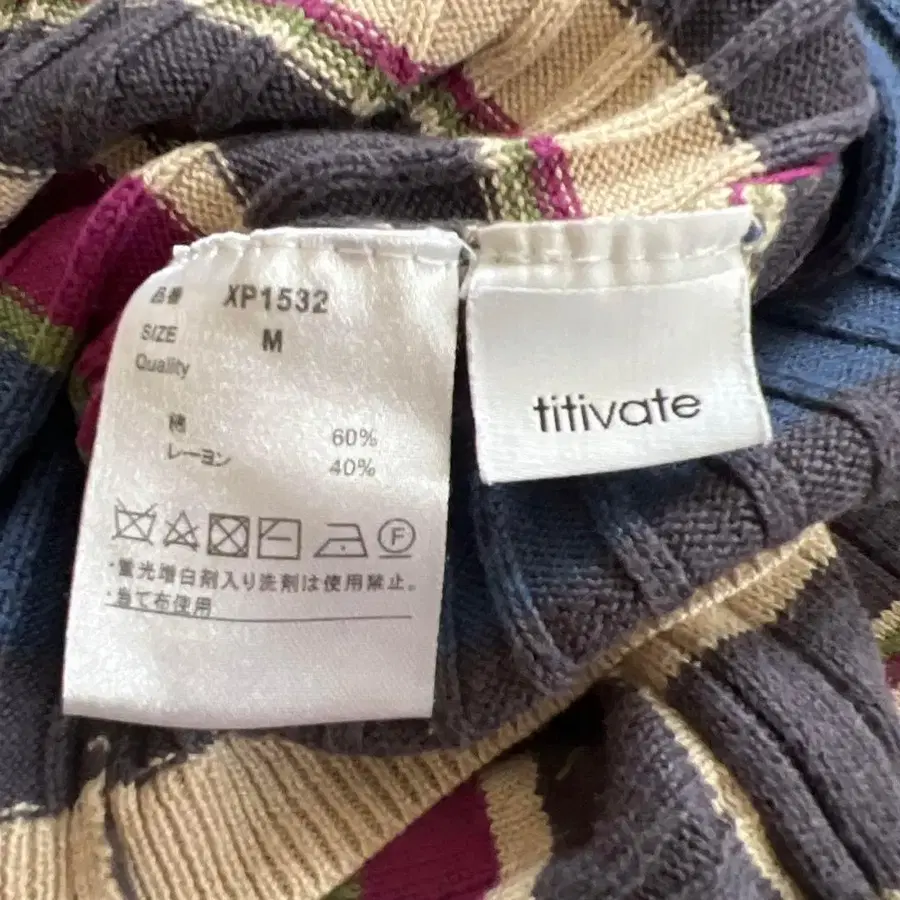 品番 XP1532
SIZE M
Quality
綿 60%
レーヨン 40%
F
・蛍光増白剤入り洗剤は使用禁止。
・当て布使用
titivate